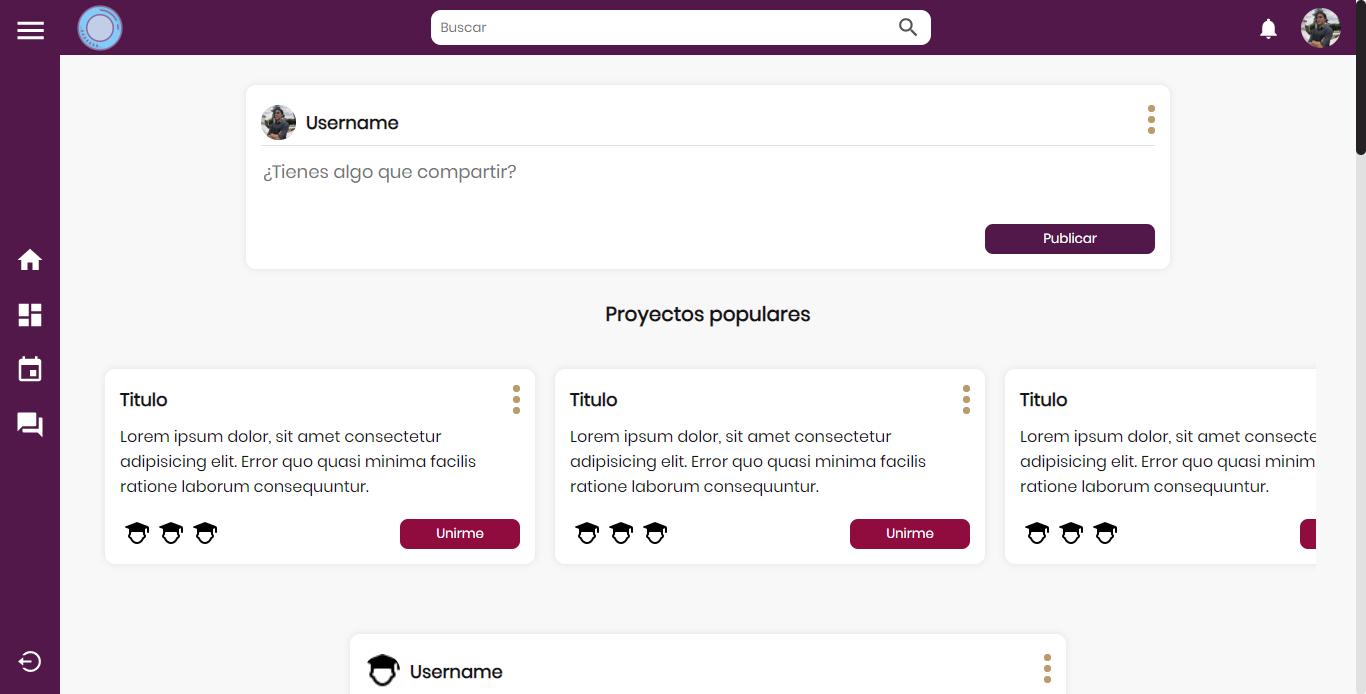 Buscar
Username
¿Tienes algo que compartir?
Publicar
Proyectos populares
Titulo
Lorem ipsum dolor, sit amet consectetur
adipisicing elit. Error quo quasi minima facilis
ratione laborum consequuntur.
Unirme
Titulo
Lorem ipsum dolor, sit amet consectetur
adipisicing elit. Error quo quasi minima facilis
ratione laborum consequuntur.
Unirme
Titulo
Lorem ipsum dolor, sit amet consecte
adipisicing elit. Error quo quasi minim
ratione laborum consequuntur.
Username